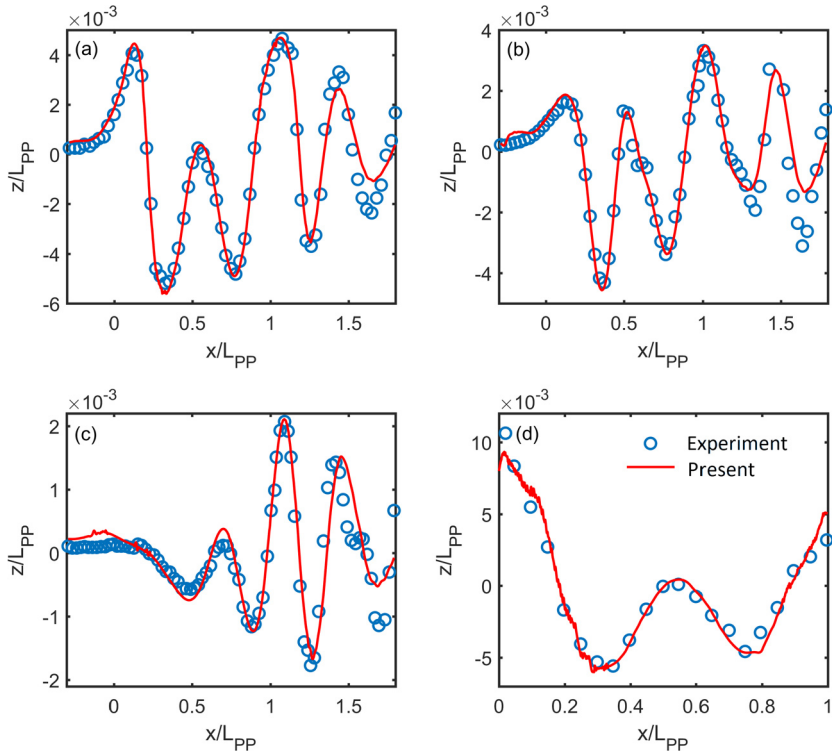 ×10⁻³
(a)
4
2
0
-2
-4
-6
z/L_PP
0 0.5 1 1.5
x/L_PP
×10⁻³
(b)
4
2
0
-2
-4
z/L_PP
0 0.5 1 1.5
x/L_PP
×10⁻³
(c)
2
1
0
-1
-2
z/L_PP
0 0.5 1 1.5
x/L_PP
×10⁻³
(d)
10
5
0
-5
z/L_PP
Experiment
Present
0 0.2 0.4 0.6 0.8 1
x/L_PP